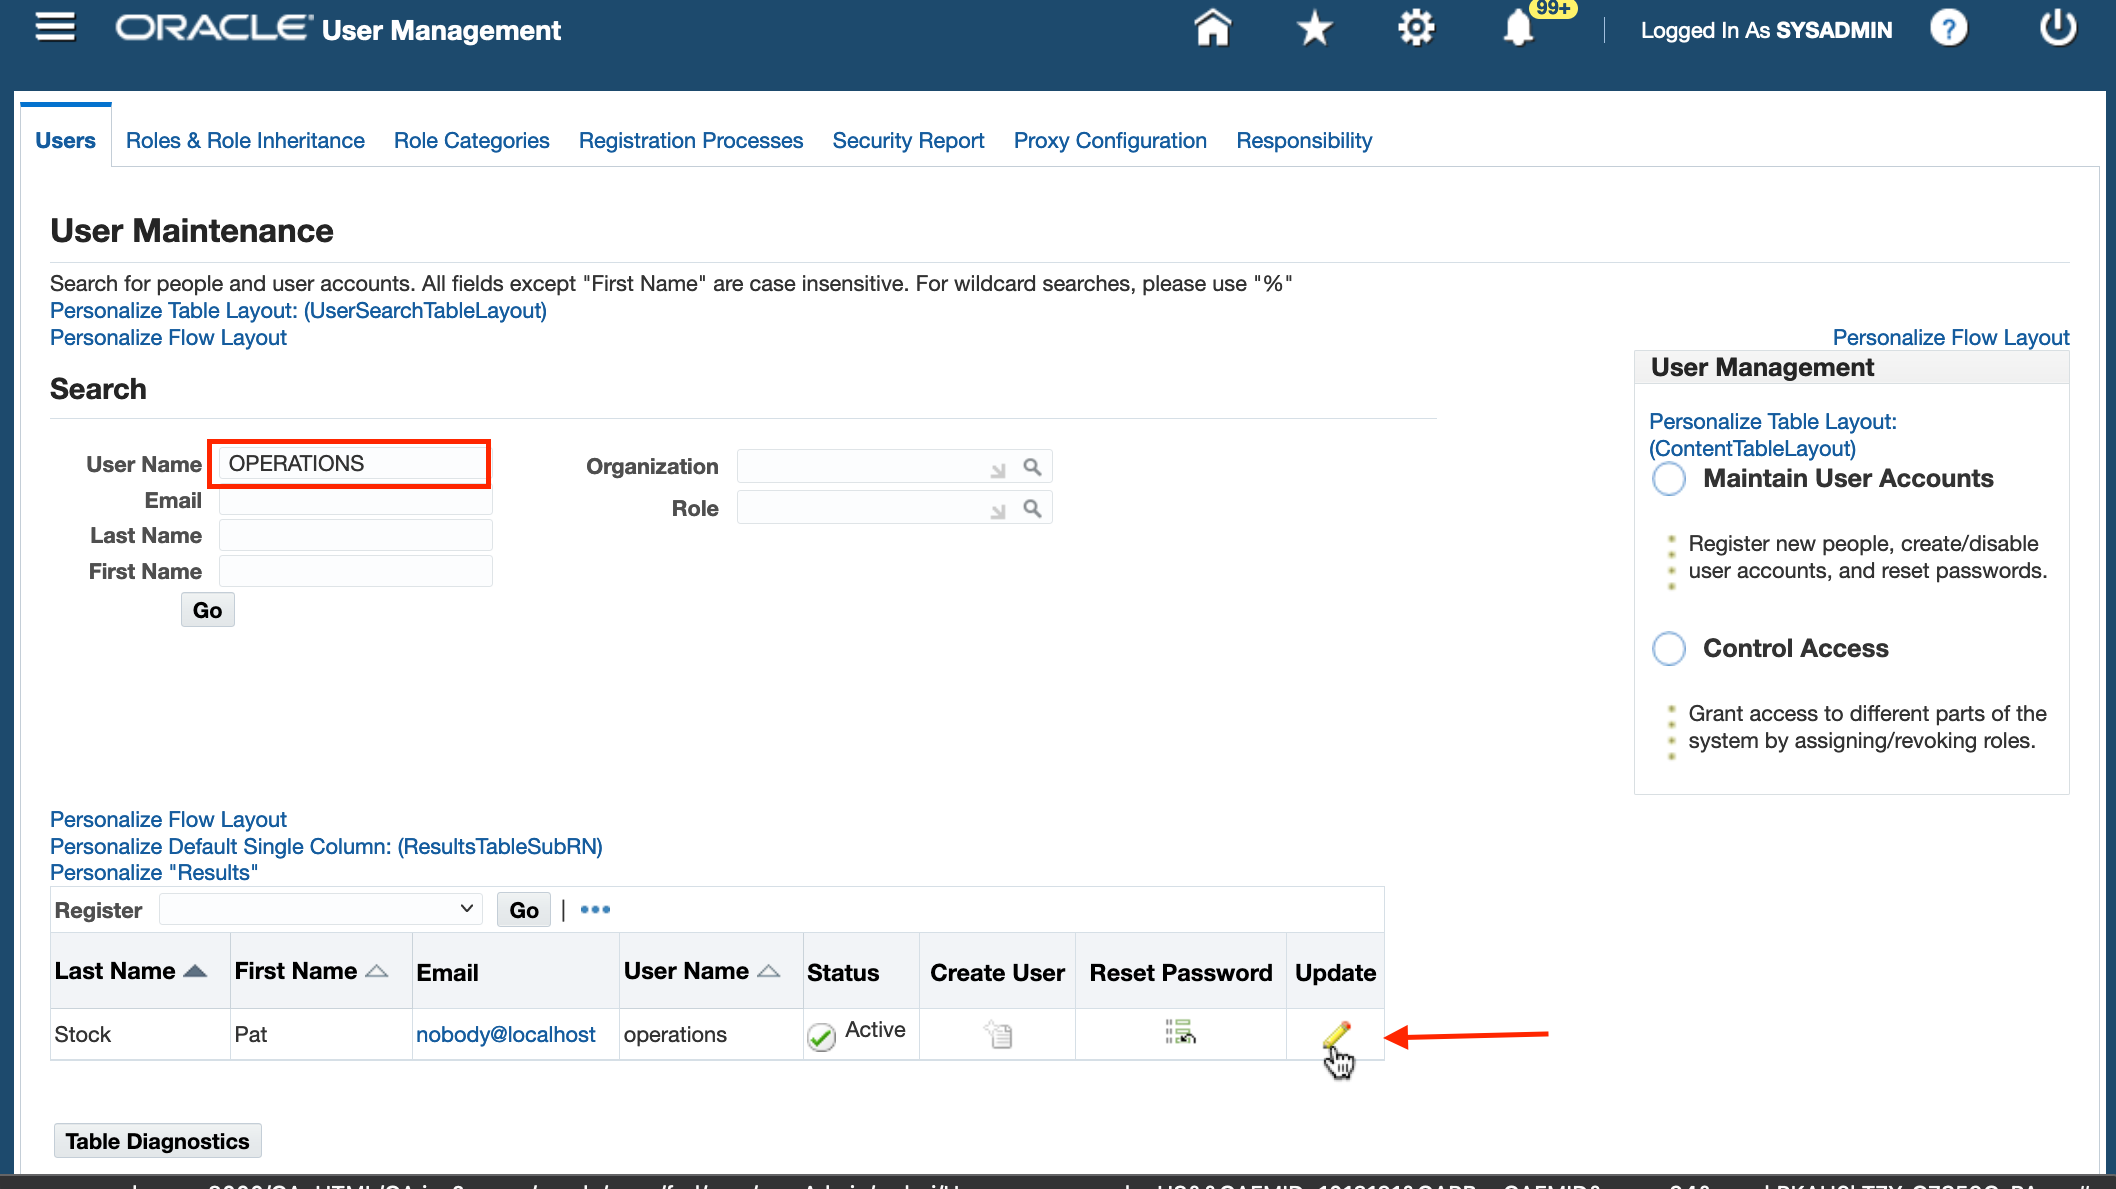 ORACLE User Management
99+
Logged In As SYSADMIN
?
Users
Roles & Role Inheritance
Role Categories
Registration Processes
Security Report
Proxy Configuration
Responsibility
User Maintenance
Search for people and user accounts. All fields except "First Name" are case insensitive. For wildcard searches, please use "%"
Personalize Table Layout: (UserSearchTableLayout)
Personalize Flow Layout
Personalize Flow Layout
Search
User Name OPERATIONS
Email
Last Name
First Name
Go
Organization
Role
User Management
Personalize Table Layout:
(ContentTableLayout)
Maintain User Accounts
Register new people, create/disable
user accounts, and reset passwords.
Control Access
Grant access to different parts of the
system by assigning/revoking roles.
Personalize Flow Layout
Personalize Default Single Column: (ResultsTableSubRN)
Personalize "Results"
Register
Go |
Last Name First Name Email User Name Status Create User Reset Password Update
Stock Pat nobody@localhost operations Active
Table Diagnostics